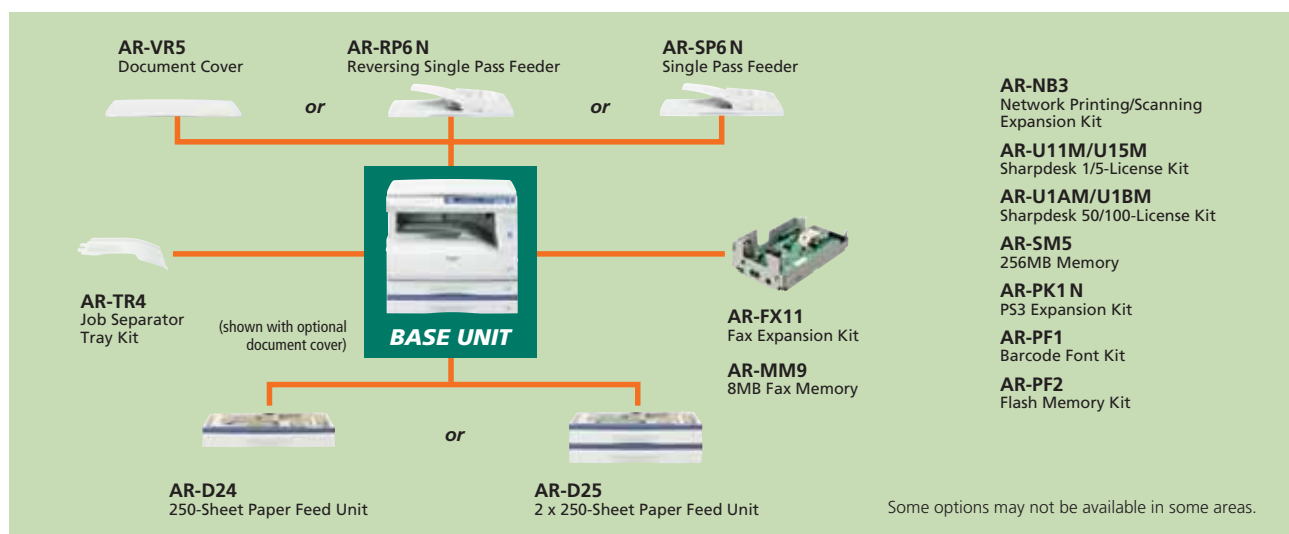 AR-VR5
Document Cover
or
AR-RP6 N
Reversing Single Pass Feeder
or
AR-SP6 N
Single Pass Feeder
AR-TR4
Job Separator
Tray Kit
(shown with optional
document cover)
BASE UNIT
AR-FX11
Fax Expansion Kit
AR-MM9
8MB Fax Memory
AR-D24
250-Sheet Paper Feed Unit
or
AR-D25
2 x 250-Sheet Paper Feed Unit
AR-NB3
Network Printing/Scanning
Expansion Kit
AR-U11M/U15M
Sharpdesk 1/5-License Kit
AR-U1AM/U1BM
Sharpdesk 50/100-License Kit
AR-SM5
256MB Memory
AR-PK1 N
PS3 Expansion Kit
AR-PF1
Barcode Font Kit
AR-PF2
Flash Memory Kit
Some options may not be available in some areas.